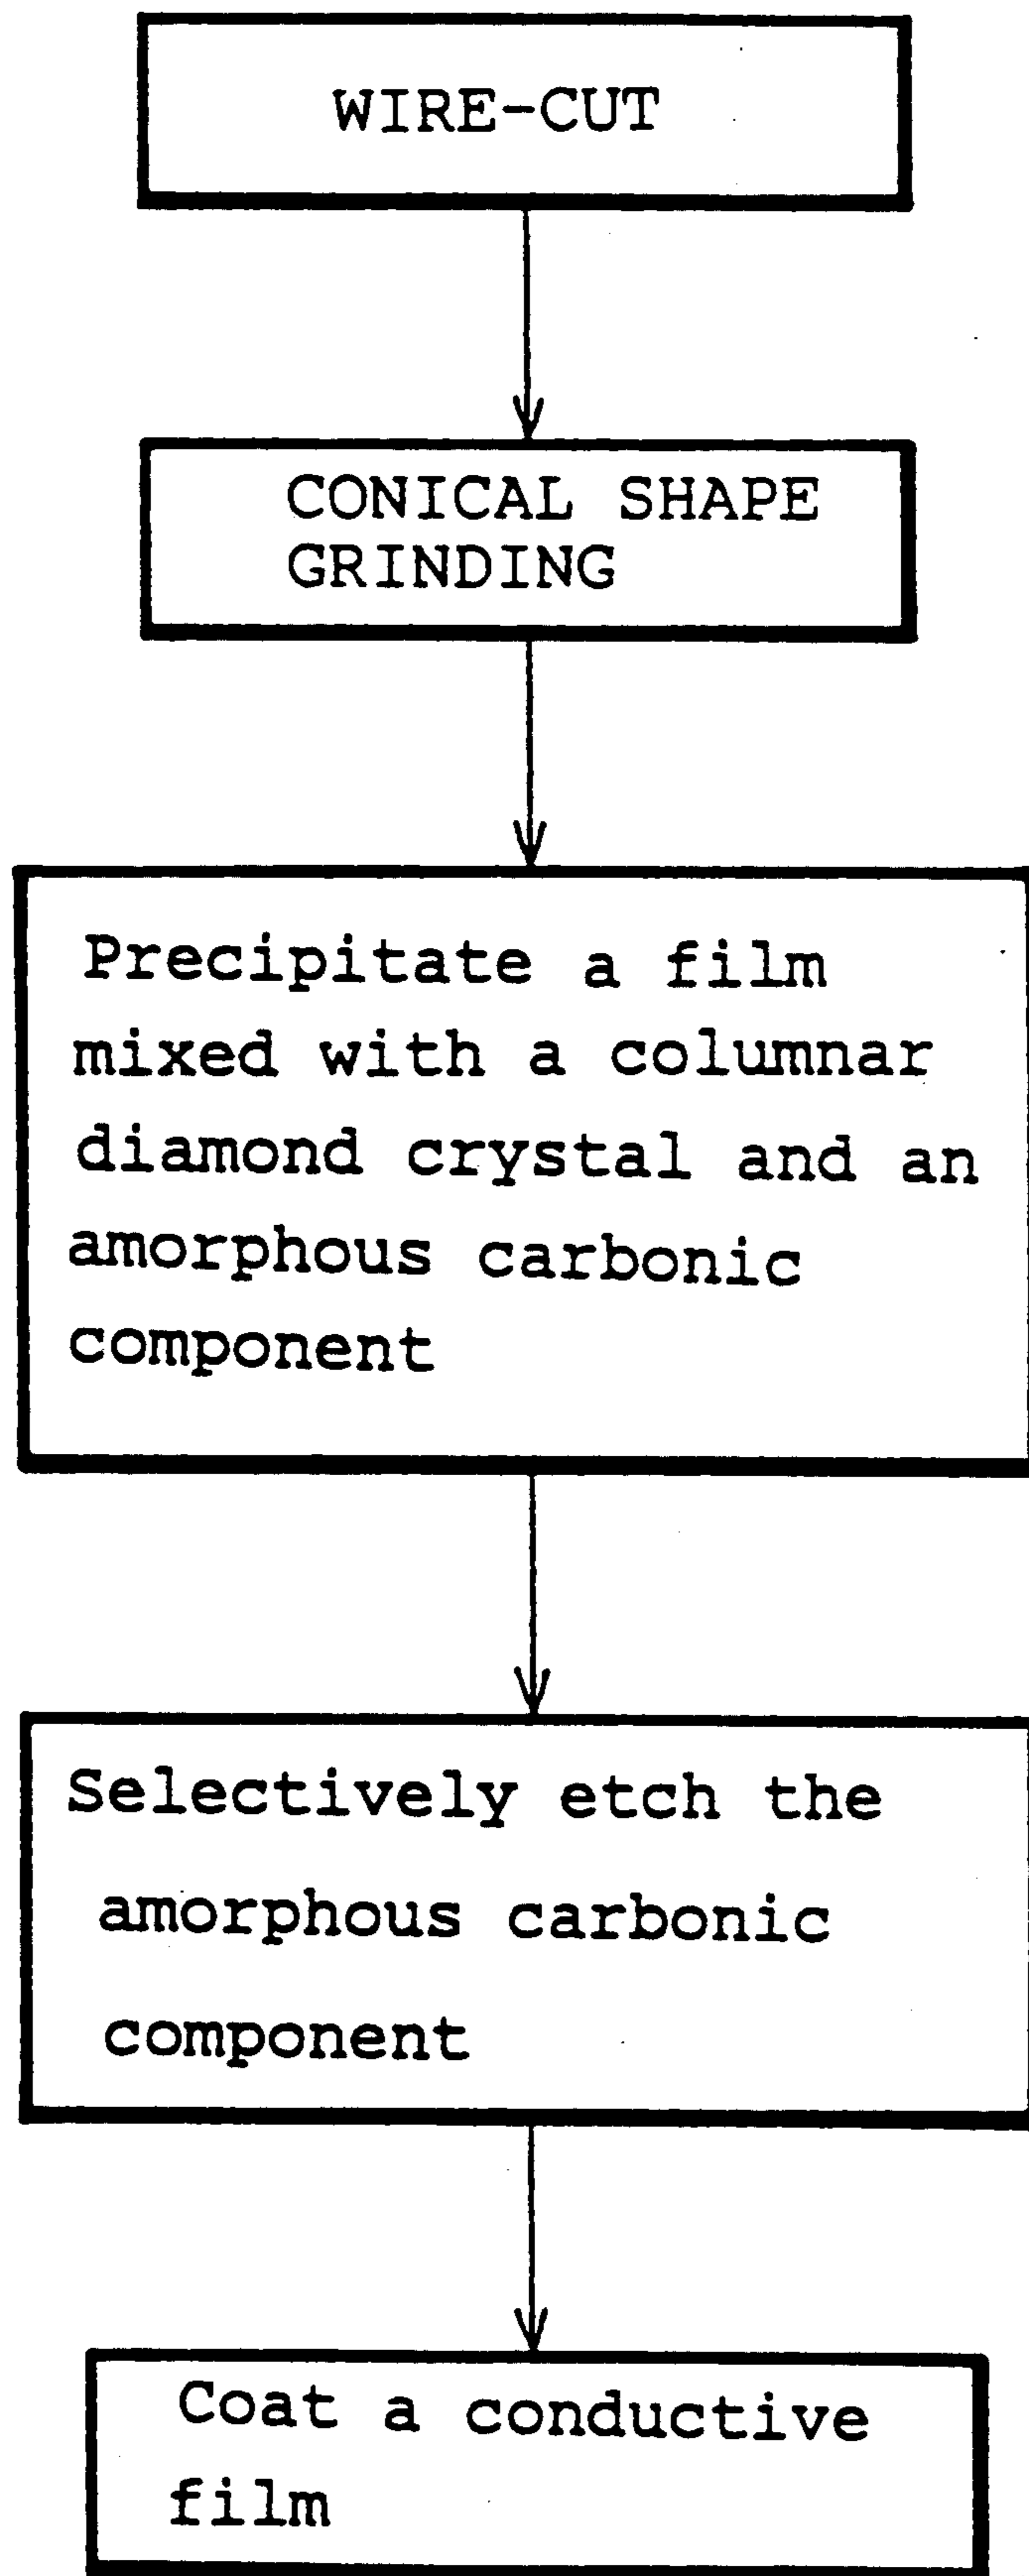 WIRE-CUT
CONICAL SHAPE
GRINDING
Precipitate a film
mixed with a columnar
diamond crystal and an
amorphous carbonic
component
Selectively etch the
amorphous carbonic
component
Coat a conductive
film